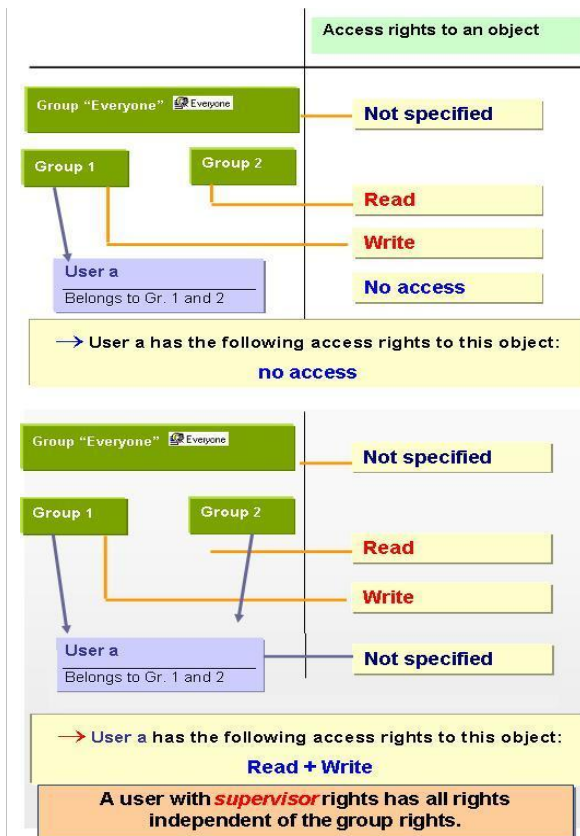 Access rights to an object
Group “Everyone” Everyone
Not specified
Group 1
Group 2
Read
Write
User a
Belongs to Gr. 1 and 2
No access
→ User a has the following access rights to this object:
no access
Group “Everyone” Everyone
Not specified
Group 1
Group 2
Read
Write
User a
Belongs to Gr. 1 and 2
Not specified
→ User a has the following access rights to this object:
Read + Write
A user with supervisor rights has all rights
independent of the group rights.